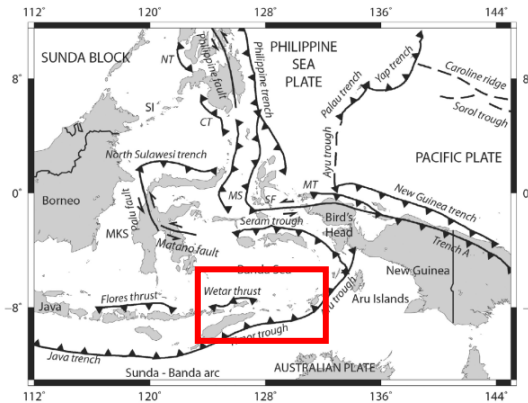 112
120°
128°
136°
144°
SUNDA BLOCK
PHILIPPINE
SEA
PLATE
NT
Philippine fault
Philippine trench
Palau trench
Yap trench
Caroline ridge
Sorol trough
8°
8
SI
CT
Ayu trough
PACIFIC PLATE
North Sulawesi trench
MS
SF
MT
New Guinea trench
0°
0
Borneo
Palu fault
Bird's
Head
Seram trough
MKS
Matano fault
Trench A
Banda Sea
New Guinea
Wetar thrust
Aru Islands
Flores thrust
Java
trough
−8°
−8
trough
Java trench
Sunda - Banda arc
AUSTRALIAN PLATE
112
120°
128°
136°
144°